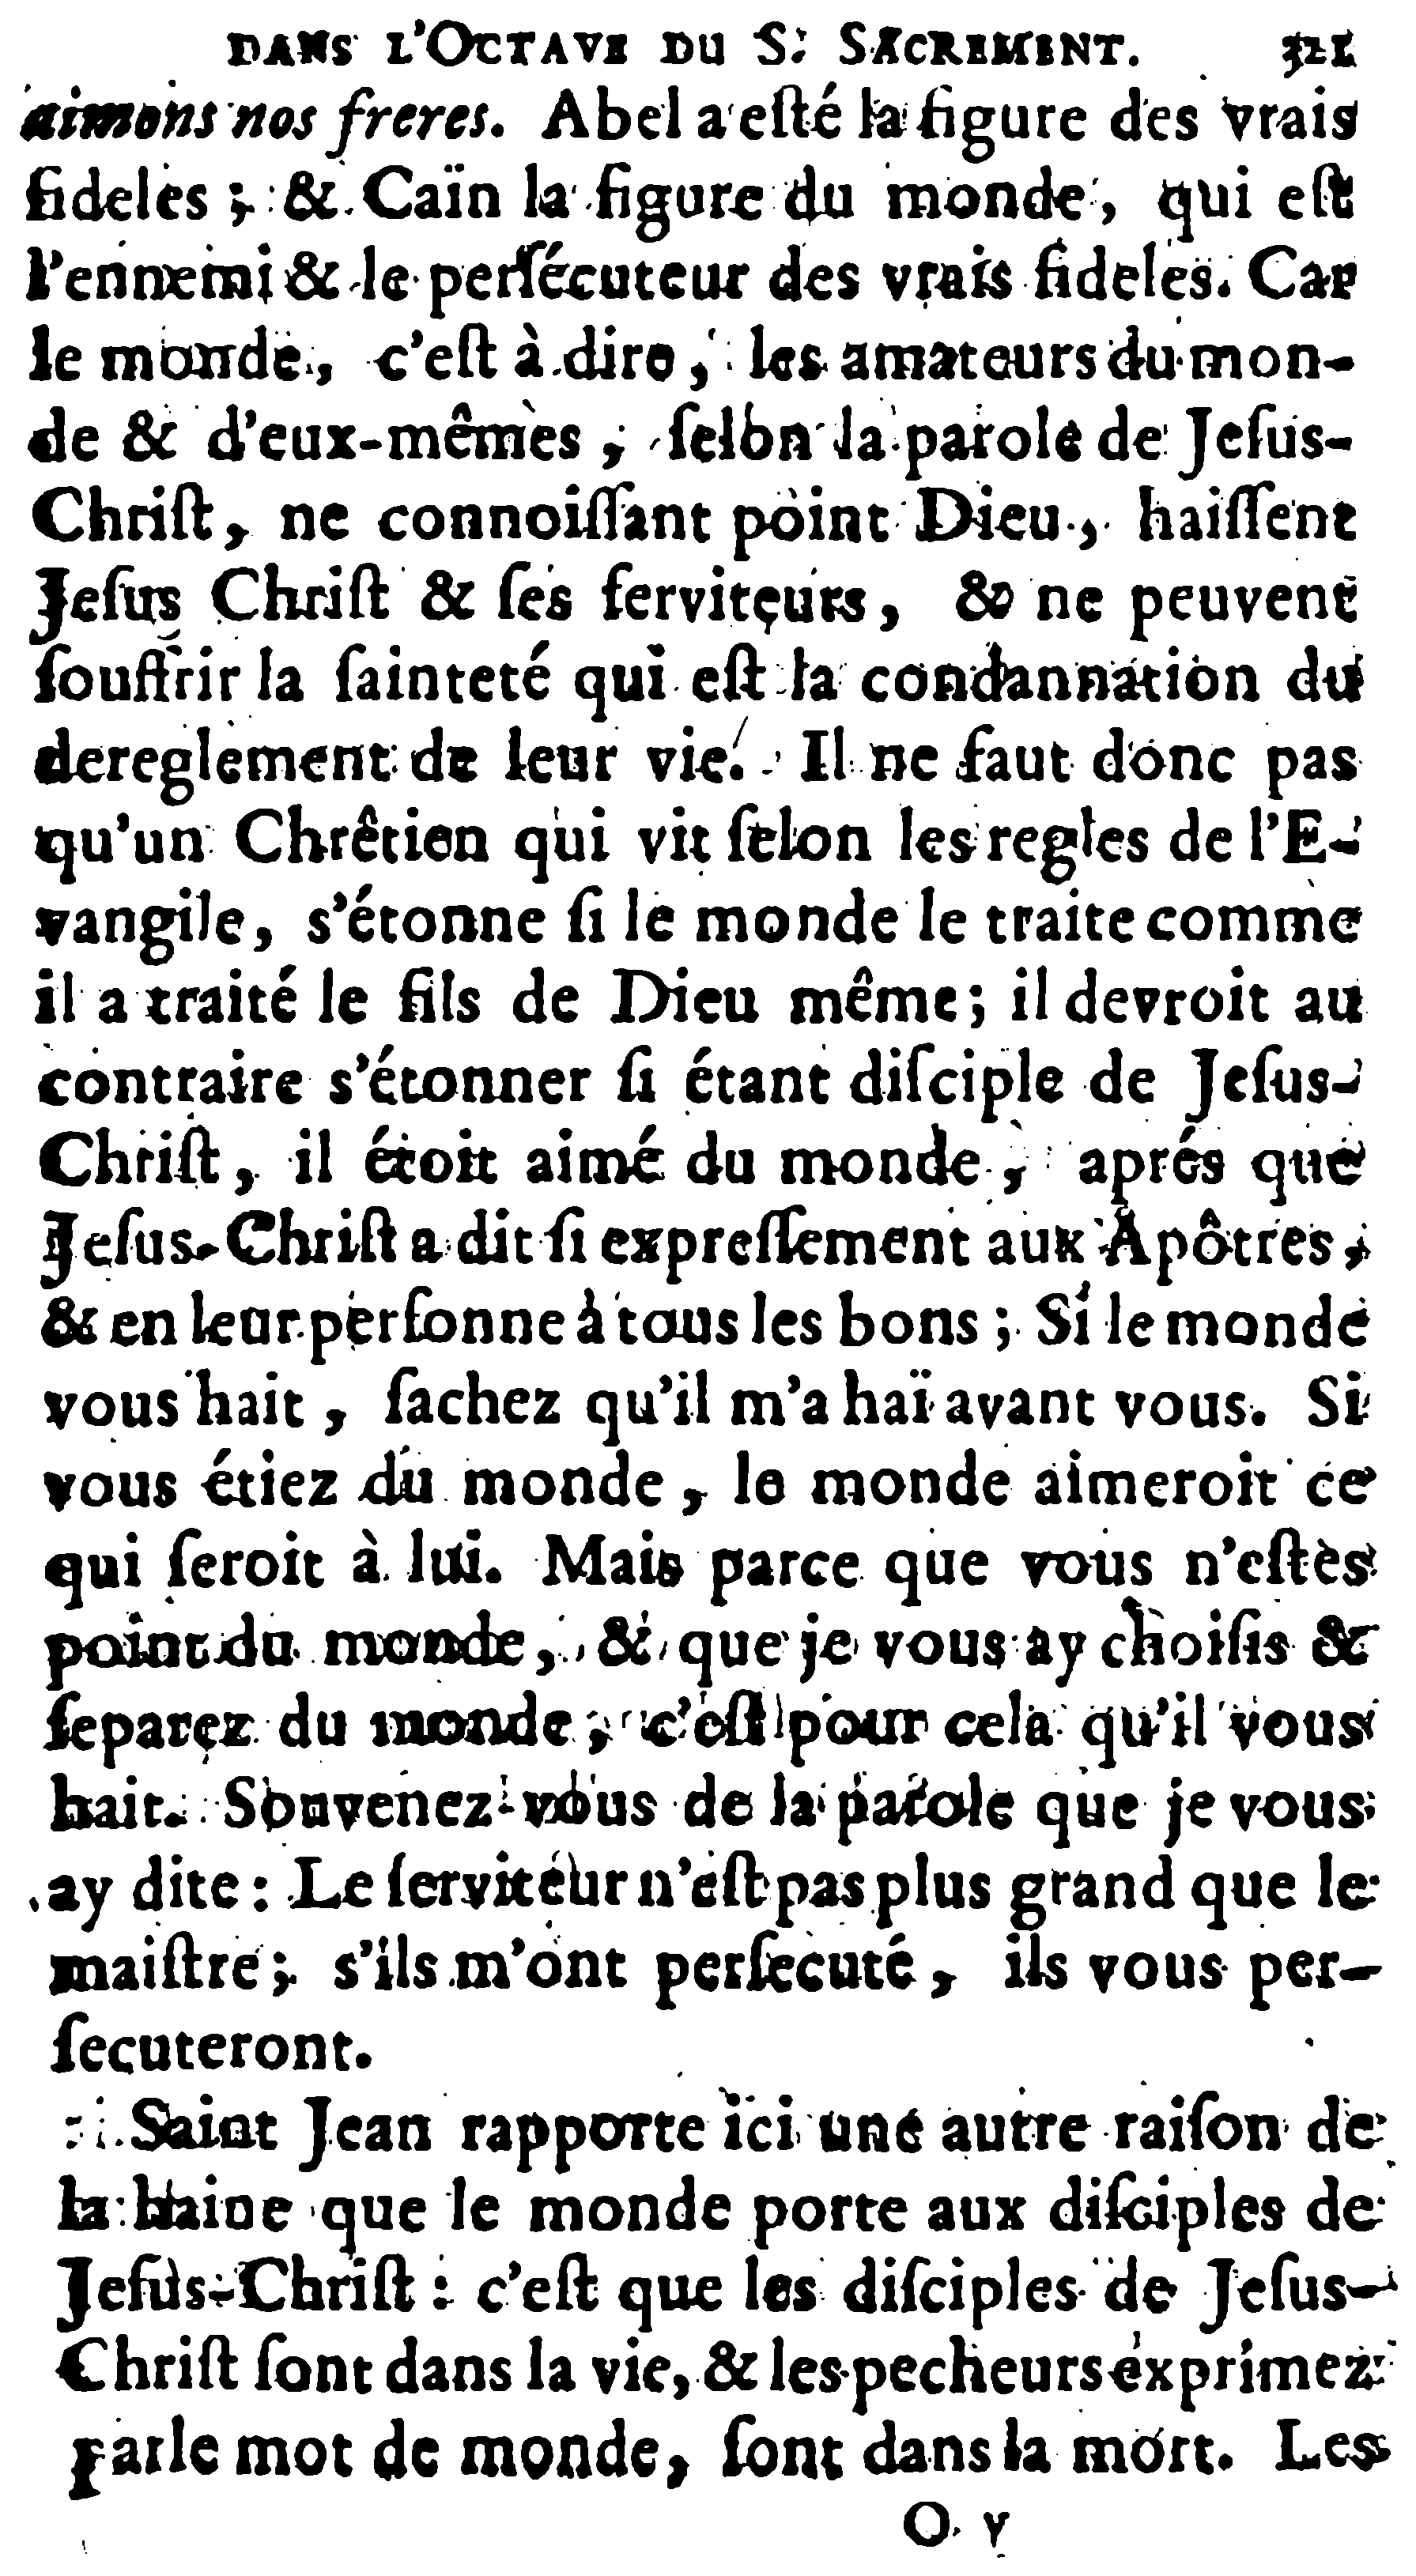 DANS L'OCTAVE DU S. SACREMENT. 321
aimons nos freres. Abel a eſté la figure des vrais
fideles ; & Caïn la figure du monde, qui eſt
l'ennemi & le perſécuteur des vrais fideles. Car
le monde, c'eſt à dire, les amateurs du mon-
de & d'eux-mêmes, ſelon la parole de Jeſus-
Chriſt, ne connoiſſant point Dieu, haiſſent
Jeſus Chriſt & ſes ſerviteurs, & ne peuvent
ſouffrir la ſainteté qui eſt la condannation du
dereglement de leur vie. Il ne faut donc pas
qu'un Chrêtien qui vit ſelon les regles de l'E-
vangile, s'étonne ſi le monde le traite comme
il a traité le fils de Dieu même; il devroit au
contraire s'étonner ſi étant diſciple de Jeſus-
Chriſt, il étoit aimé du monde, aprés que
Jeſus-Chriſt a dit ſi expreſſement aux Apôtres,
& en leur perſonne à tous les bons ; Si le monde
vous hait, ſachez qu'il m'a haï avant vous. Si
vous étiez du monde, le monde aimeroit ce
qui ſeroit à lui. Mais parce que vous n'eſtes
point du monde, & que je vous ay choiſis &
ſeparez du monde, c'eſt pour cela qu'il vous
hait. Souvenez-vous de la parole que je vous
ay dite : Le ſerviteur n'eſt pas plus grand que le
maiſtre; s'ils m'ont perſecuté, ils vous per-
ſecuteront.
Saint Jean rapporte ici une autre raiſon de
la haine que le monde porte aux diſciples de
Jeſus-Chriſt : c'eſt que les diſciples de Jeſus-
Chriſt ſont dans la vie, & les pecheurs exprimez
par le mot de monde, ſont dans la mort. Les
O v